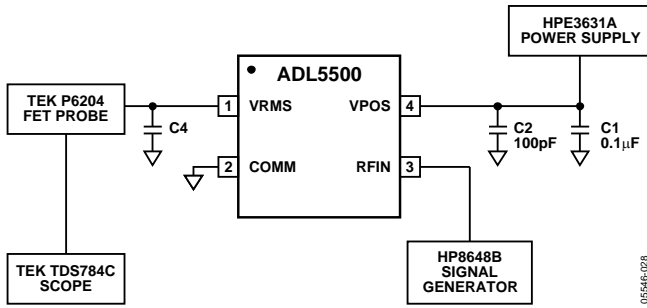 HPE3631A
POWER SUPPLY
ADL5500
TEK P6204
FET PROBE
1 VRMS VPOS 4
C4
C2
100pF
C1
0.1μF
2 COMM RFIN 3
TEK TDS784C
SCOPE
HP8648B
SIGNAL
GENERATOR
05546-028